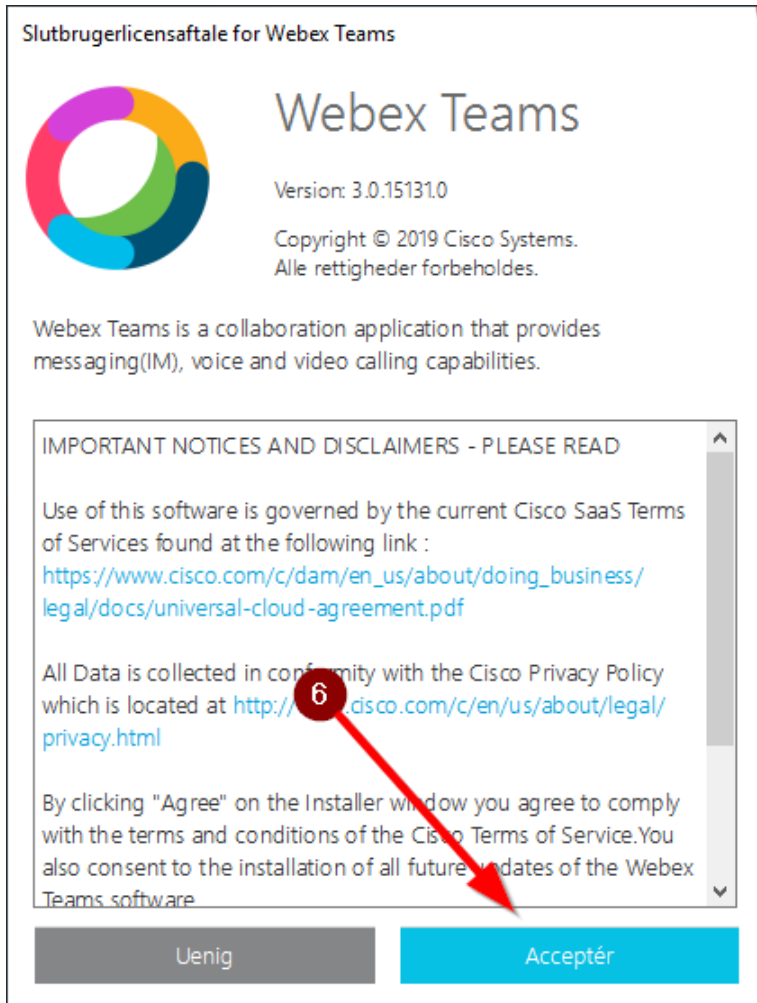 Slutbrugerlicensaftale for Webex Teams
Webex Teams
Version: 3.0.15131.0
Copyright © 2019 Cisco Systems.
Alle rettigheder forbeholdes.
Webex Teams is a collaboration application that provides
messaging(IM), voice and video calling capabilities.
IMPORTANT NOTICES AND DISCLAIMERS - PLEASE READ
Use of this software is governed by the current Cisco SaaS Terms
of Services found at the following link :
https://www.cisco.com/c/dam/en_us/about/doing_business/
legal/docs/universal-cloud-agreement.pdf
All Data is collected in conformity with the Cisco Privacy Policy
which is located at http:// .cisco.com/c/en/us/about/legal/
privacy.html
6
By clicking "Agree" on the Installer window you agree to comply
with the terms and conditions of the Cisco Terms of Service.You
also consent to the installation of all future updates of the Webex
Teams software
Uenig
Acceptér